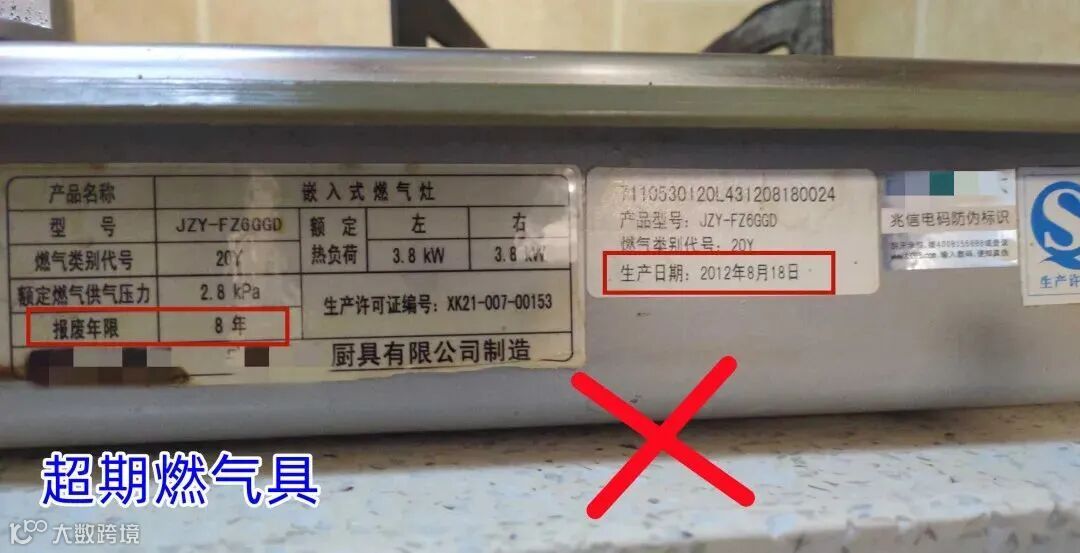 产品名称 嵌入式燃气灶
型号 JZY-FZ6GGD 额定热负荷 左 右
燃气类别代号 20Y 3.8 kW 3.8 kW
额定燃气供气压力 2.8 kPa 生产许可证编号: XK21-007-00153
报废年限 8 年
厨具有限公司制造
7110530120L431208180024
产品型号: JZY-FZ6GGD
燃气类别代号: 20Y
生产日期: 2012年8月18日
兆信电码防伪标识
生产许
超期燃气具
大数跨境